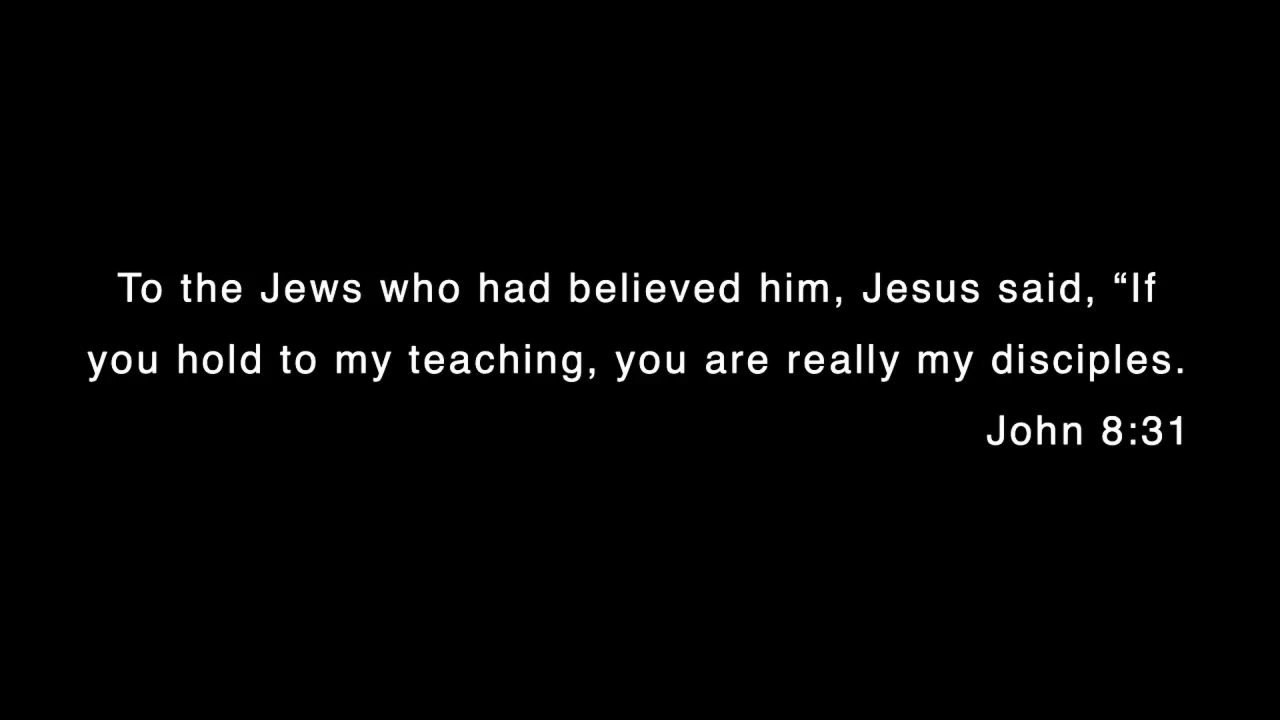 To the Jews who had believed him, Jesus said, “If
you hold to my teaching, you are really my disciples.
John 8:31